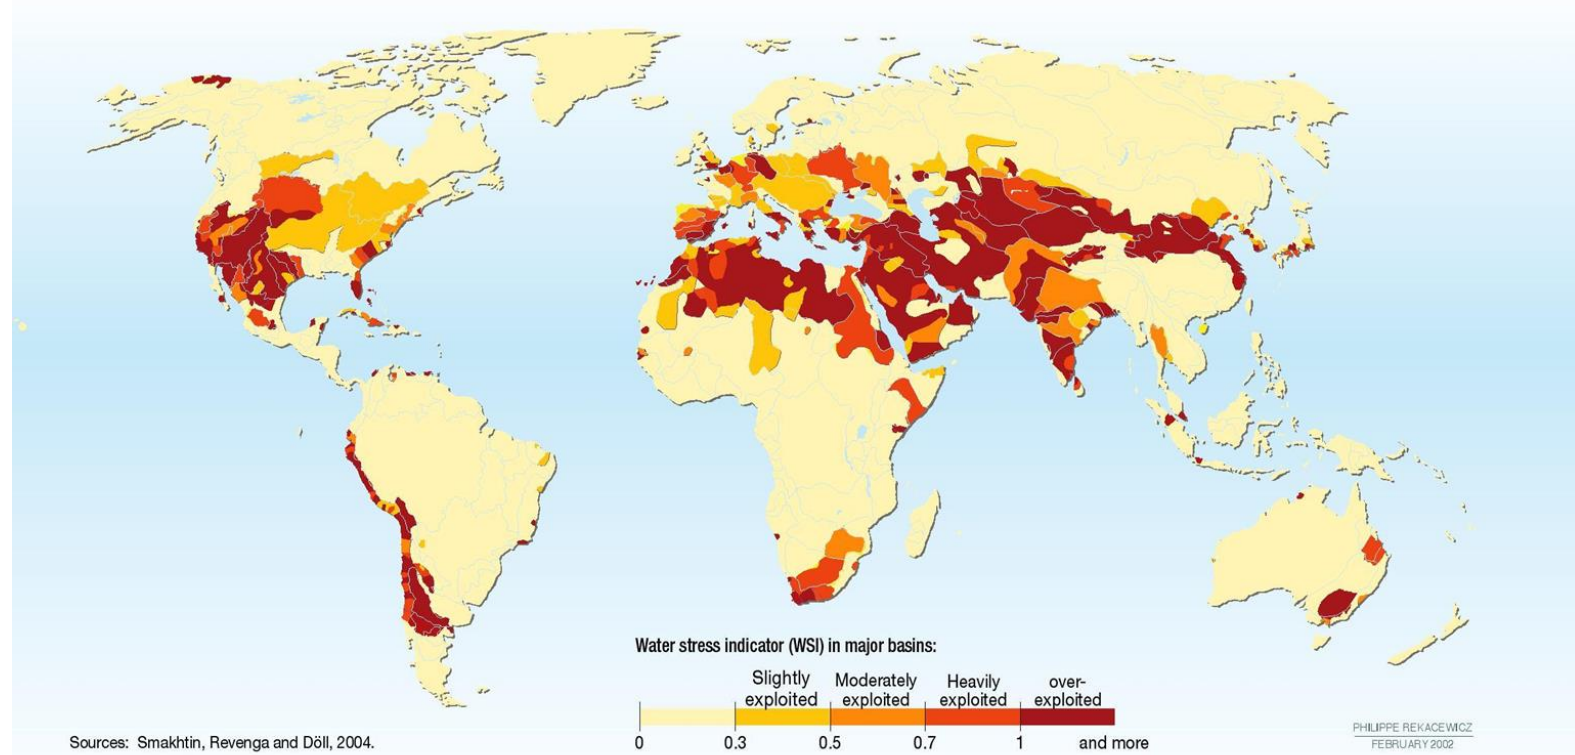 Water stress indicator (WSI) in major basins:
Slightly exploited
Moderately exploited
Heavily exploited
over-exploited
0 0.3 0.5 0.7 1 and more
Sources: Smakhtin, Revenga and Döll, 2004.
PHILIPPE REKACEWICZ
FEBRUARY 2002